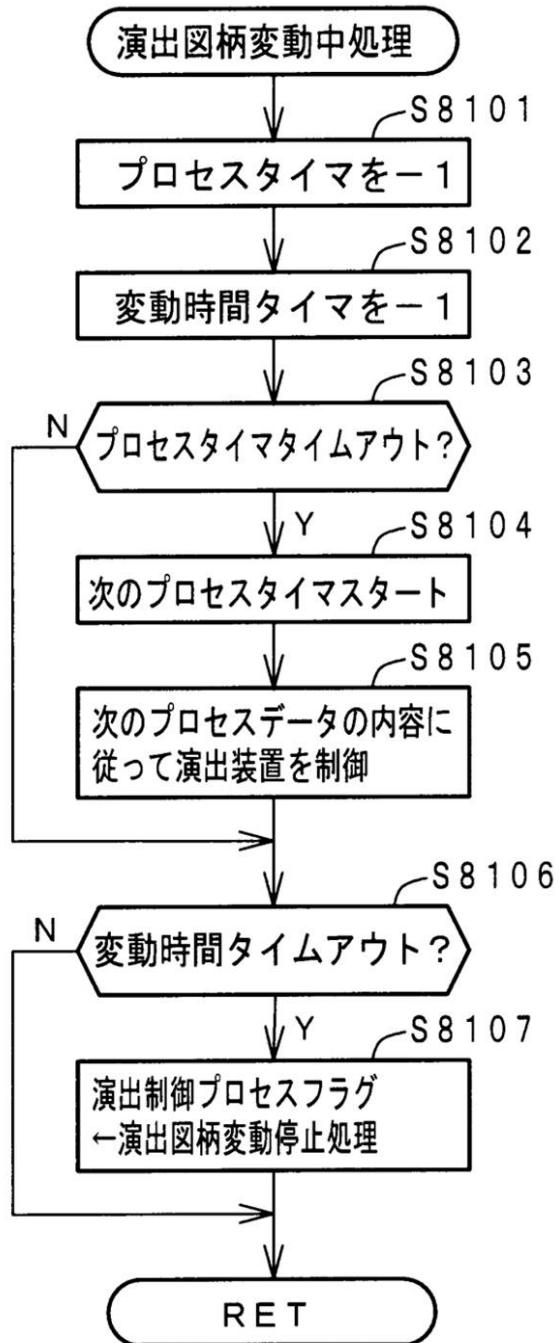 演出図柄変動中処理
S8101
プロセスタイマを－1
S8102
変動時間タイマを－1
S8103
N
プロセスタイマタイムアウト？
Y
S8104
次のプロセスタイマスタート
S8105
次のプロセスデータの内容に
従って演出装置を制御
S8106
N
変動時間タイムアウト？
Y
S8107
演出制御プロセスフラグ
←演出図柄変動停止処理
RET